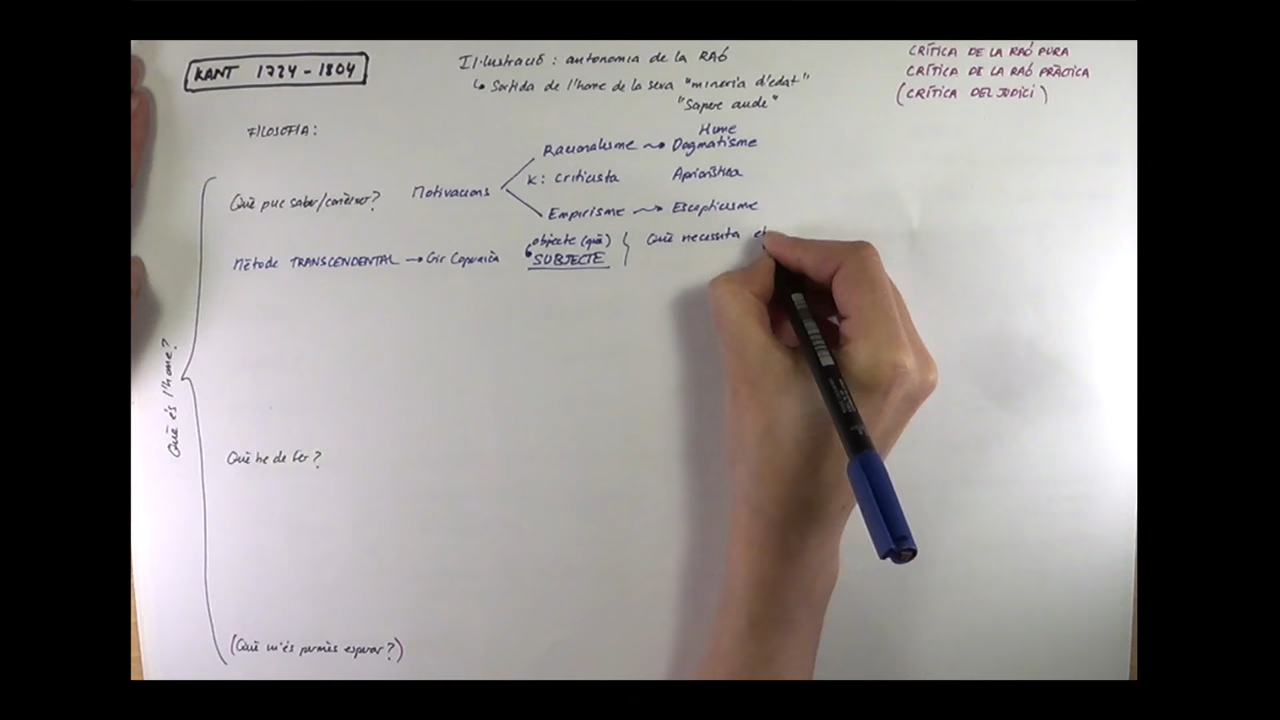 KANT 1724-1804
Il·lustració: autonomia de la RAÓ
↳ Sortida de l'home de la seva "minoria d'edat"
"Sapere aude"
CRÍTICA DE LA RAÓ PURA
CRÍTICA DE LA RAÓ PRÀCTICA
(CRÍTICA DEL JUDICI)
FILOSOFIA:
Hume
Racionalisme → Dogmatisme
Què puc saber/conèixer? Motivacions K: Criticista Apriorística
Empirisme → Escepticisme
objecte (què) { Què necessita el
Mètode TRANSCENDENTAL → Gir Copernicà SUBJECTE
Què és l'home?
Què he de fer?
(Què m'és permès esperar?)